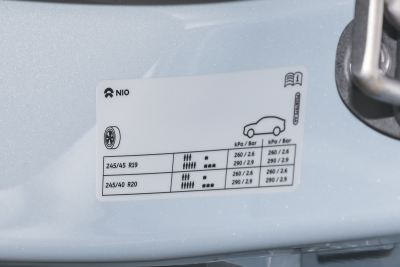 NIO
kPa / Bar kPa / Bar
245/45 R19 260 / 2.6 260 / 2.6
290 / 2.9 290 / 2.9
245/40 R20 260 / 2.6 260 / 2.6
290 / 2.9 290 / 2.9